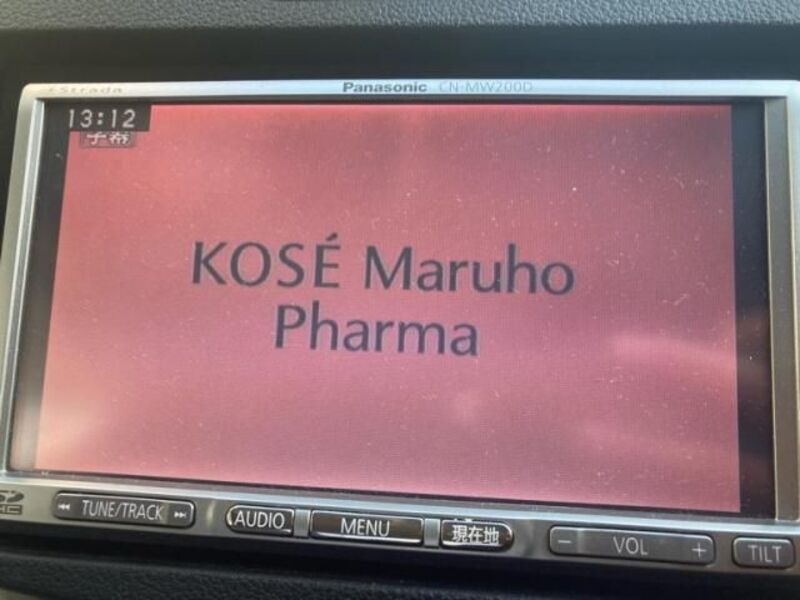 Strada Panasonic CN-MW200D
13:12
字幕
KOSÉ Maruho
Pharma
TUNE/TRACK AUDIO MENU 現在地 − VOL + TILT